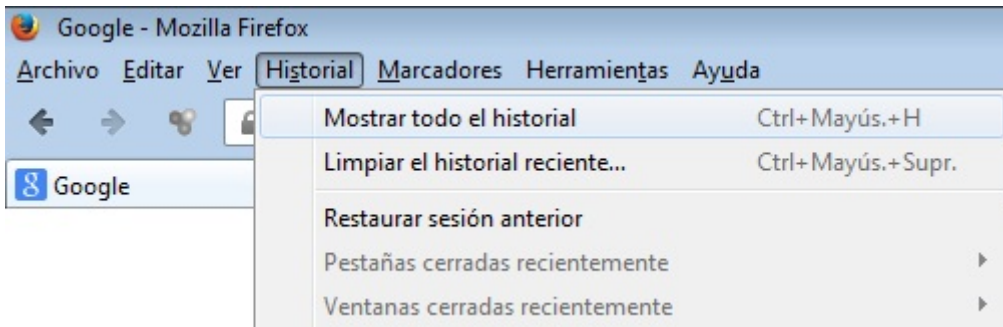 Google - Mozilla Firefox
Archivo Editar Ver Historial Marcadores Herramientas Ayuda
Mostrar todo el historial Ctrl+Mayús.+H
Limpiar el historial reciente... Ctrl+Mayús.+Supr.
8 Google
Restaurar sesión anterior
Pestañas cerradas recientemente
Ventanas cerradas recientemente